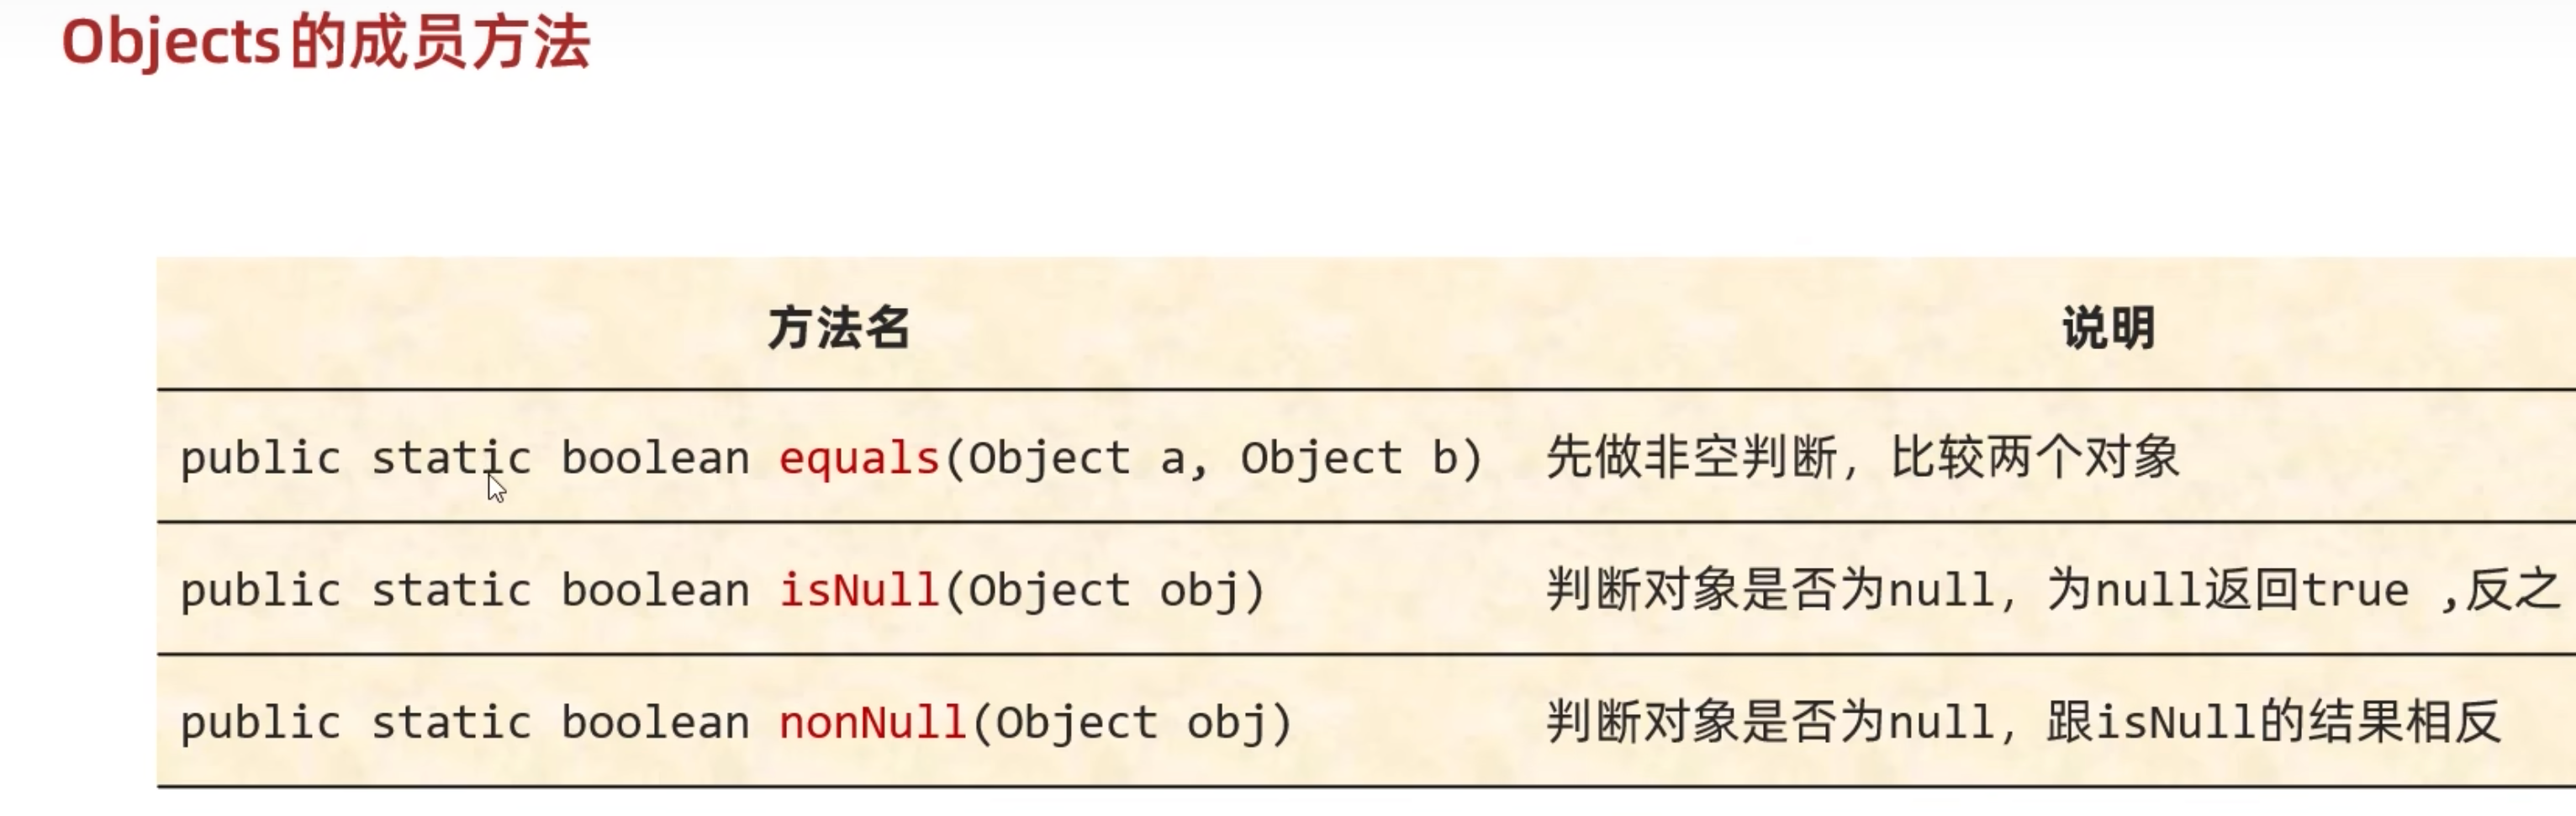 Objects的成员方法
方法名 说明
public static boolean equals(Object a, Object b) 先做非空判断，比较两个对象
public static boolean isNull(Object obj) 判断对象是否为null，为null返回true ,反之
public static boolean nonNull(Object obj) 判断对象是否为null，跟isNull的结果相反